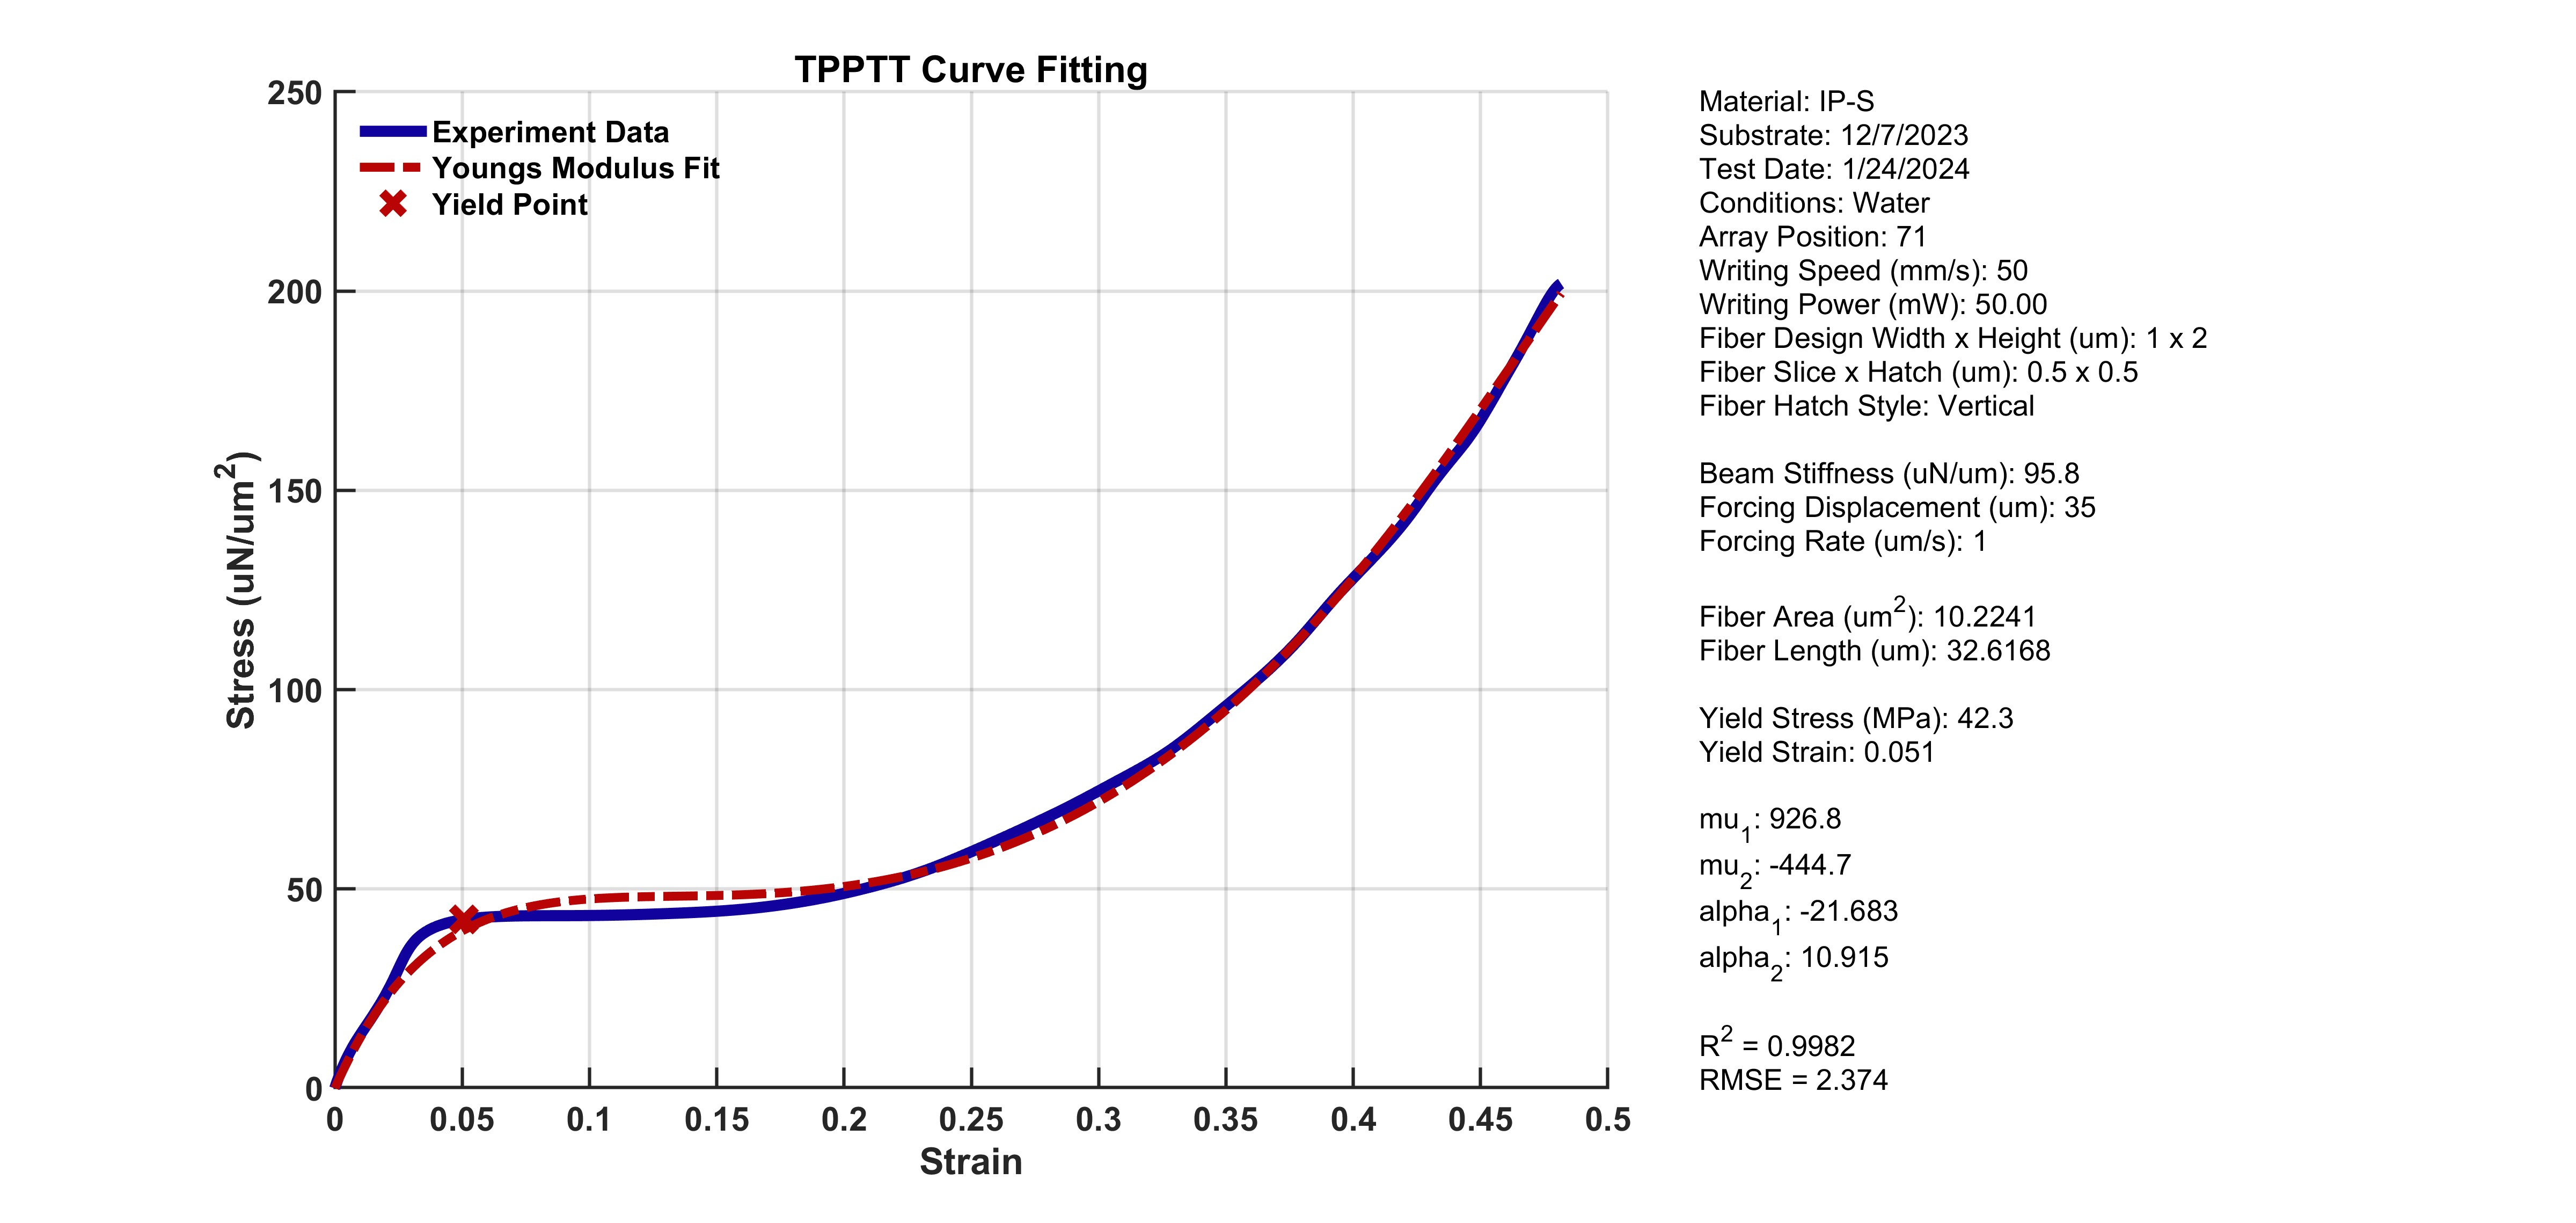 TPPTT Curve Fitting
250
200
150
100
50
0
Stress (uN/um²)
Experiment Data
Youngs Modulus Fit
Yield Point
0 0.05 0.1 0.15 0.2 0.25 0.3 0.35 0.4 0.45 0.5
Strain
Material: IP-S
Substrate: 12/7/2023
Test Date: 1/24/2024
Conditions: Water
Array Position: 71
Writing Speed (mm/s): 50
Writing Power (mW): 50.00
Fiber Design Width x Height (um): 1 x 2
Fiber Slice x Hatch (um): 0.5 x 0.5
Fiber Hatch Style: Vertical
Beam Stiffness (uN/um): 95.8
Forcing Displacement (um): 35
Forcing Rate (um/s): 1
Fiber Area (um²): 10.2241
Fiber Length (um): 32.6168
Yield Stress (MPa): 42.3
Yield Strain: 0.051
mu₁: 926.8
mu₂: -444.7
alpha₁: -21.683
alpha₂: 10.915
R² = 0.9982
RMSE = 2.374